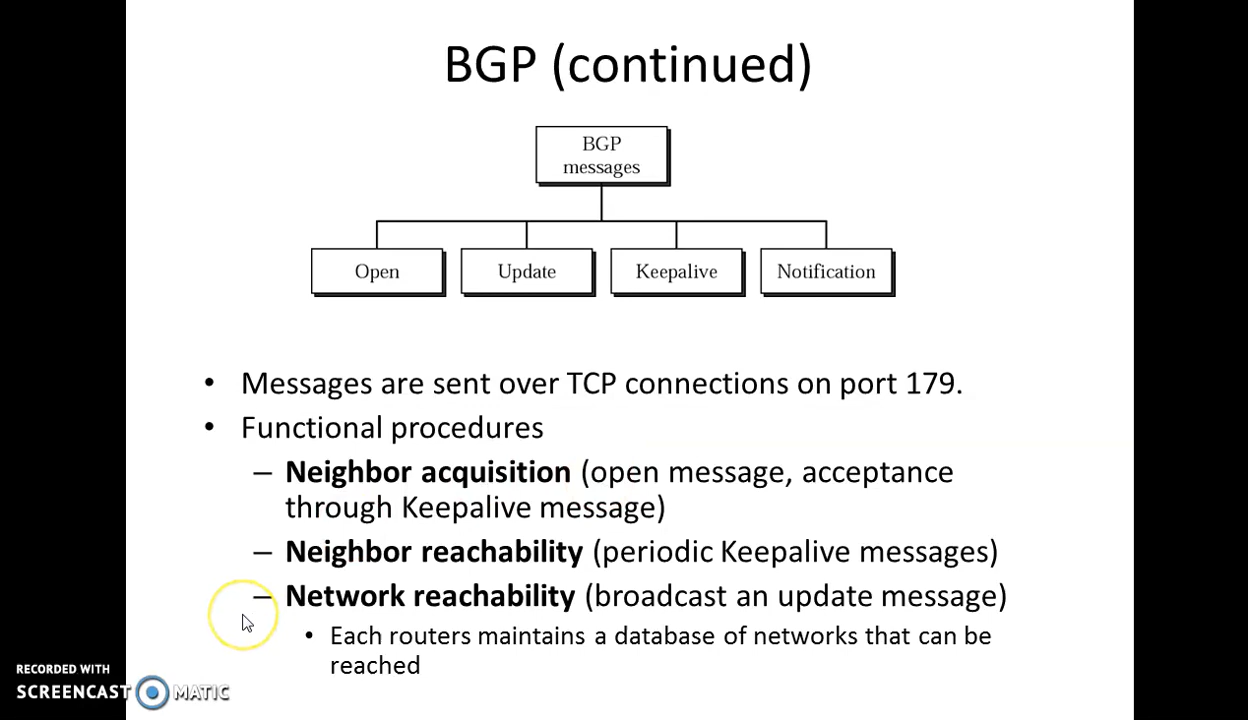 BGP (continued)
BGP
messages
Open
Update
Keepalive
Notification
• Messages are sent over TCP connections on port 179.
• Functional procedures
– Neighbor acquisition (open message, acceptance
through Keepalive message)
– Neighbor reachability (periodic Keepalive messages)
– Network reachability (broadcast an update message)
• Each routers maintains a database of networks that can be
reached
RECORDED WITH
SCREENCAST MATIC